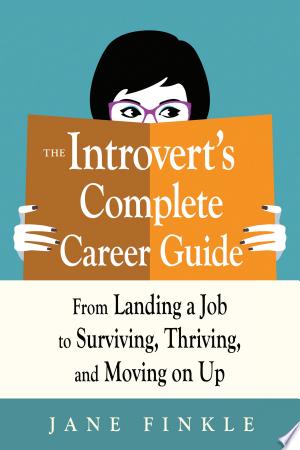 THE Introvert's
Complete
Career Guide
From Landing a Job
to Surviving, Thriving,
and Moving on Up
JANE FINKLE